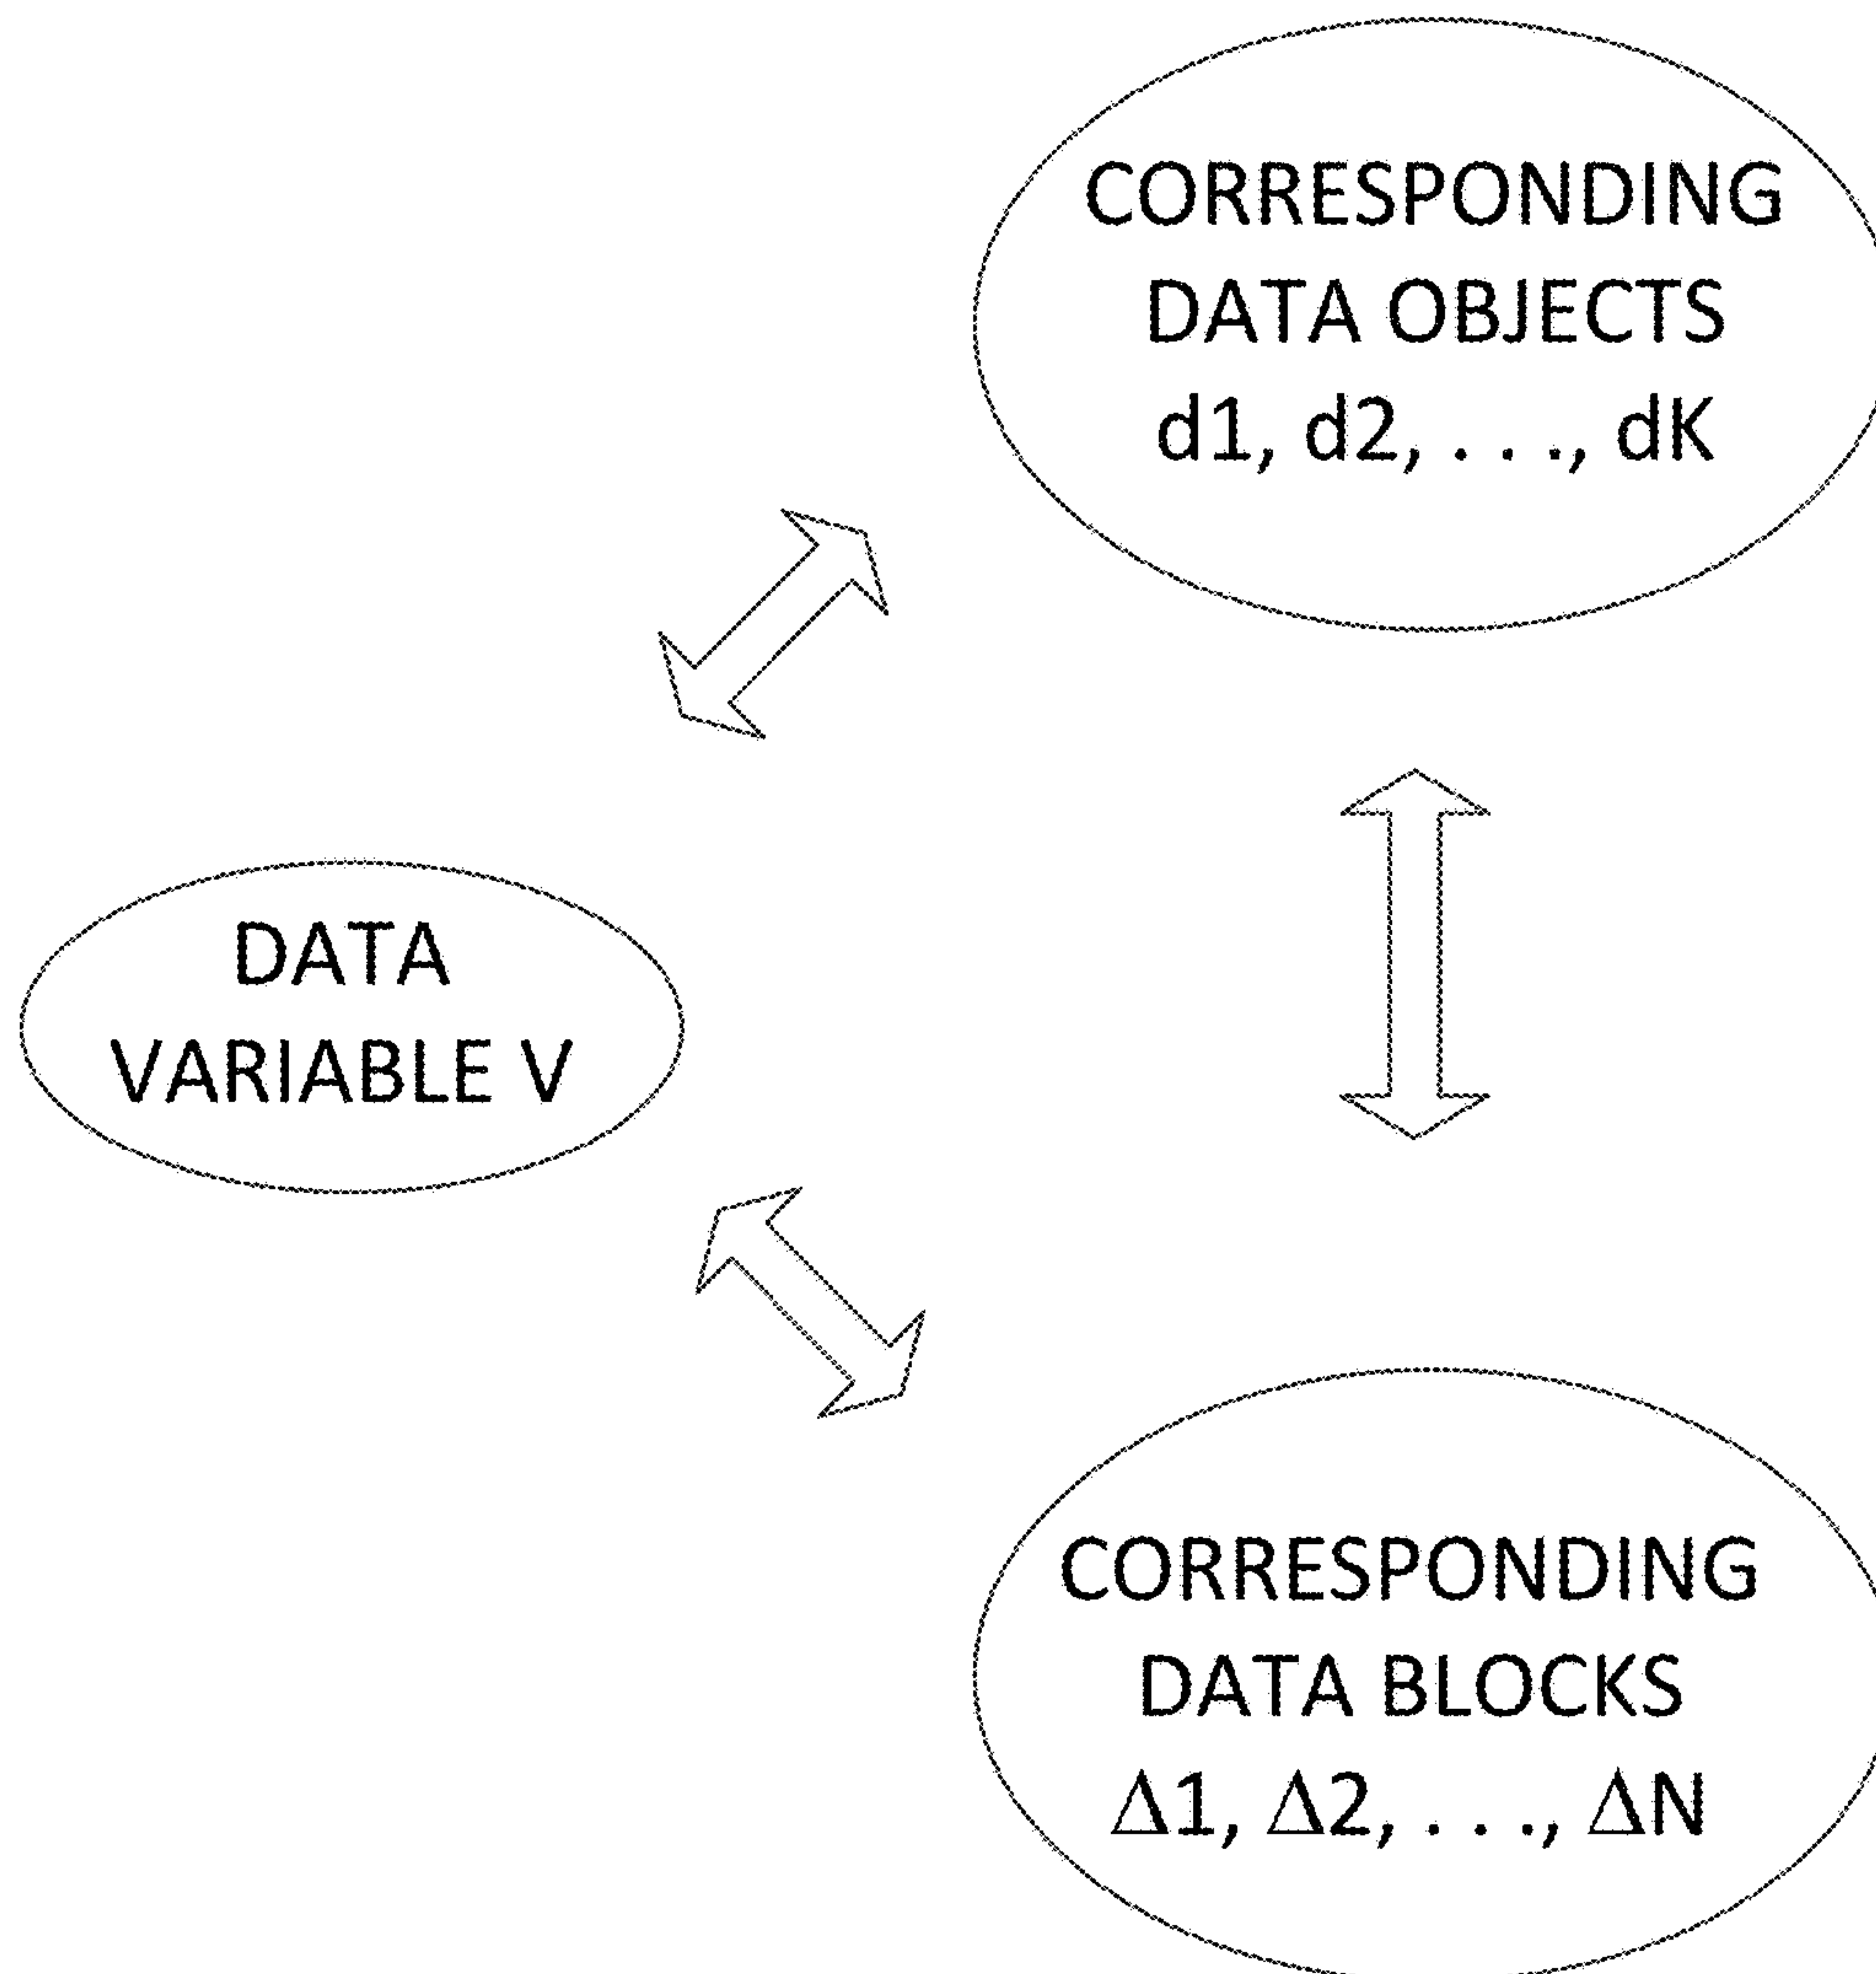 CORRESPONDING
DATA OBJECTS
d1, d2, . . ., dK
DATA
VARIABLE V
CORRESPONDING
DATA BLOCKS
Δ1, Δ2, . . ., ΔN